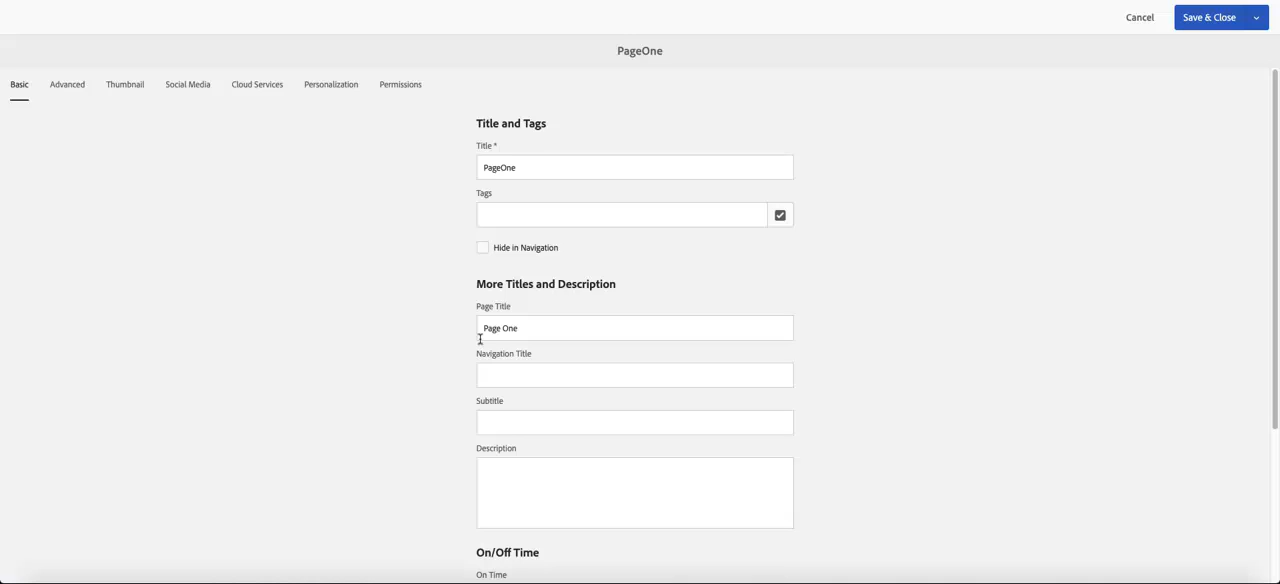 Cancel
Save & Close
PageOne
Basic Advanced Thumbnail Social Media Cloud Services Personalization Permissions
Title and Tags
Title *
PageOne
Tags
Hide in Navigation
More Titles and Description
Page Title
Page One
Navigation Title
Subtitle
Description
On/Off Time
On Time